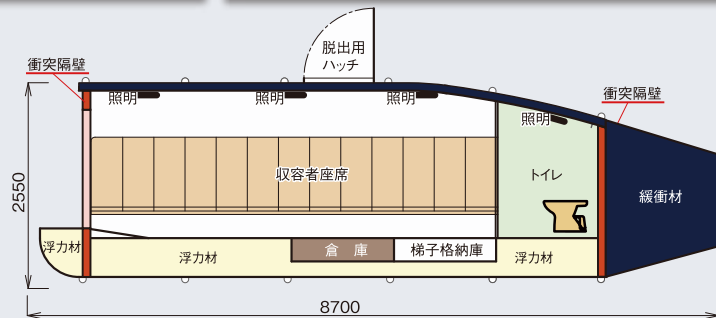 脱出用
ハッチ
衝突隔壁
照明
照明
照明
衝突隔壁
照明
収容者座席
トイレ
緩衝材
2550
浮力材
浮力材
倉庫
梯子格納庫
浮力材
8700